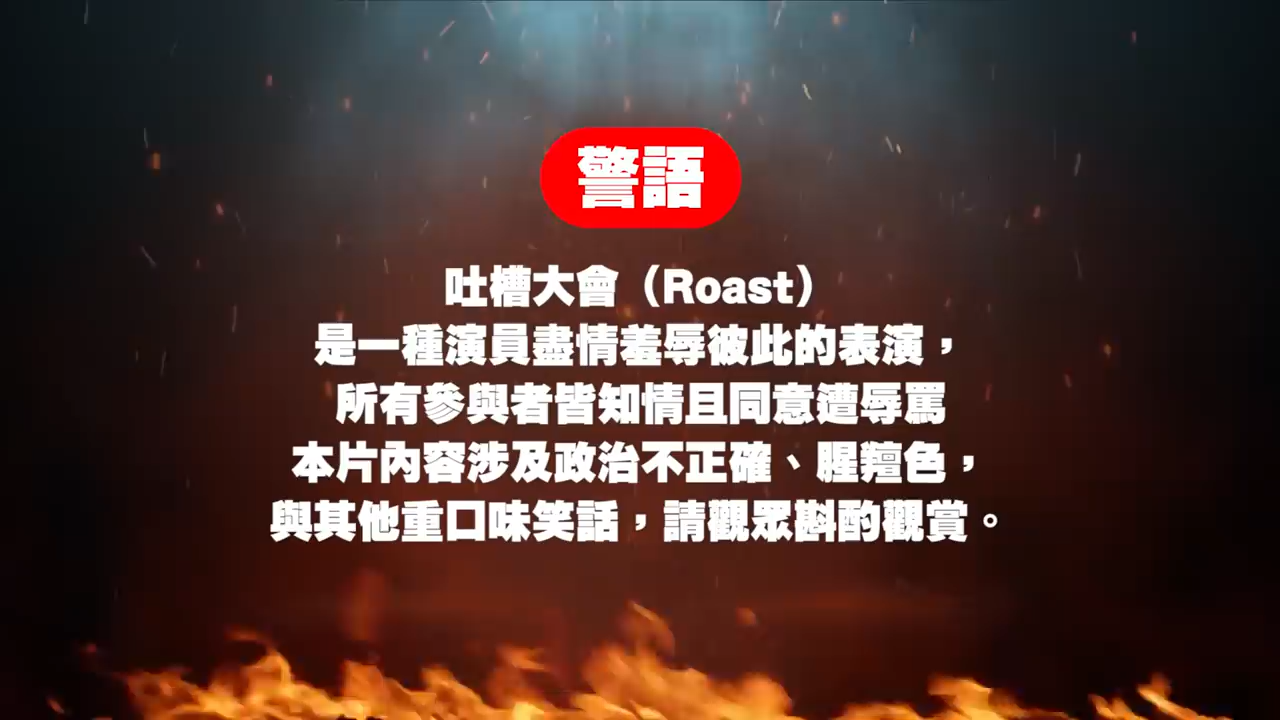 警語
吐槽大會（Roast）
是一種演員盡情羞辱彼此的表演，
所有參與者皆知情且同意遭辱罵
本片內容涉及政治不正確、腥羶色，
與其他重口味笑話，請觀眾斟酌觀賞。